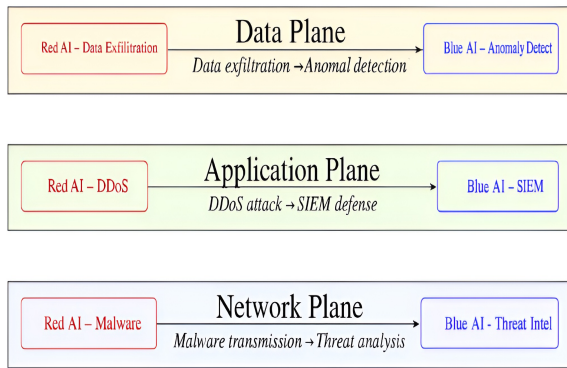 Data Plane
Red AI – Data Exfilitration
Blue AI – Anomaly Detect
Data exfiltration → Anomal detection
Application Plane
Red AI – DDoS
Blue AI – SIEM
DDoS attack → SIEM defense
Network Plane
Red AI – Malware
Blue AI - Threat Intel
Malware transmission → Threat analysis